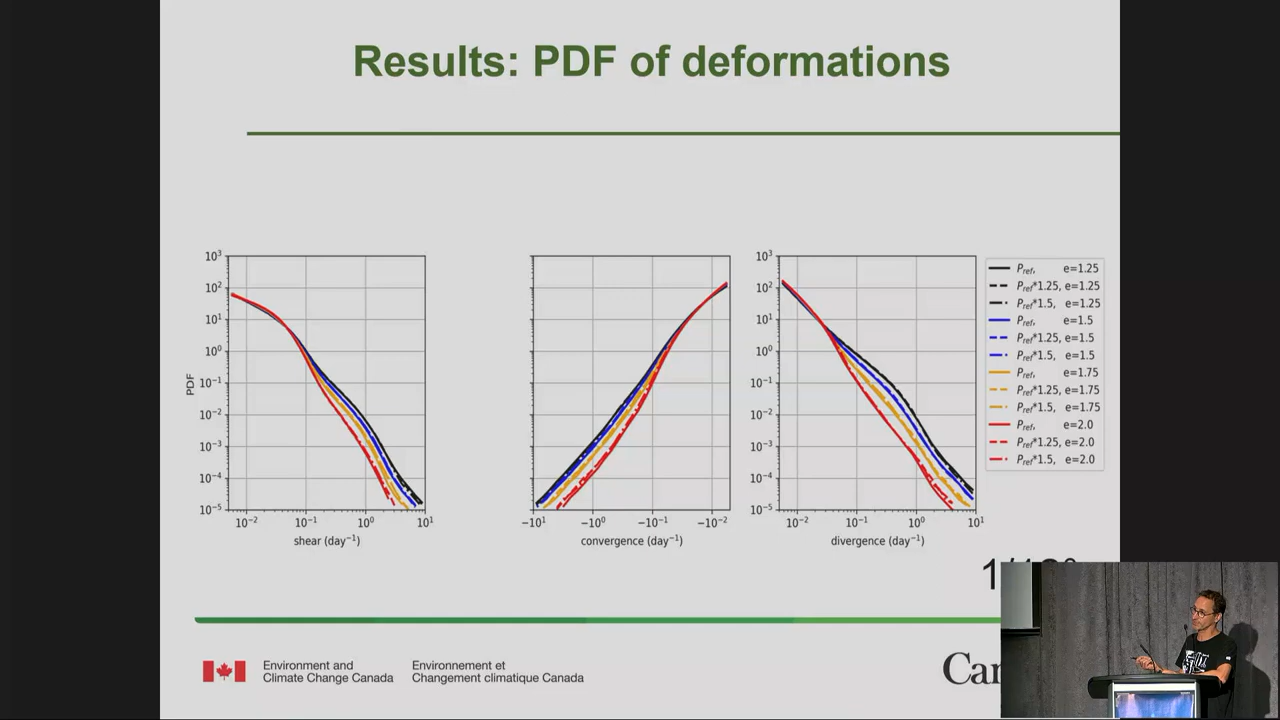 Results: PDF of deformations
PDF
10³
10²
10¹
10⁰
10⁻¹
10⁻²
10⁻³
10⁻⁴
10⁻⁵
10⁻² 10⁻¹ 10⁰ 10¹
shear (day⁻¹)
−10¹ −10⁰ −10⁻¹ −10⁻²
convergence (day⁻¹)
10³
10²
10¹
10⁰
10⁻¹
10⁻²
10⁻³
10⁻⁴
10⁻⁵
10⁻² 10⁻¹ 10⁰ 10¹
divergence (day⁻¹)
P_ref, e=1.25
P_ref*1.25, e=1.25
P_ref*1.5, e=1.25
P_ref, e=1.5
P_ref*1.25, e=1.5
P_ref*1.5, e=1.5
P_ref, e=1.75
P_ref*1.25, e=1.75
P_ref*1.5, e=1.75
P_ref, e=2.0
P_ref*1.25, e=2.0
P_ref*1.5, e=2.0
Environment and
Climate Change Canada
Environnement et
Changement climatique Canada